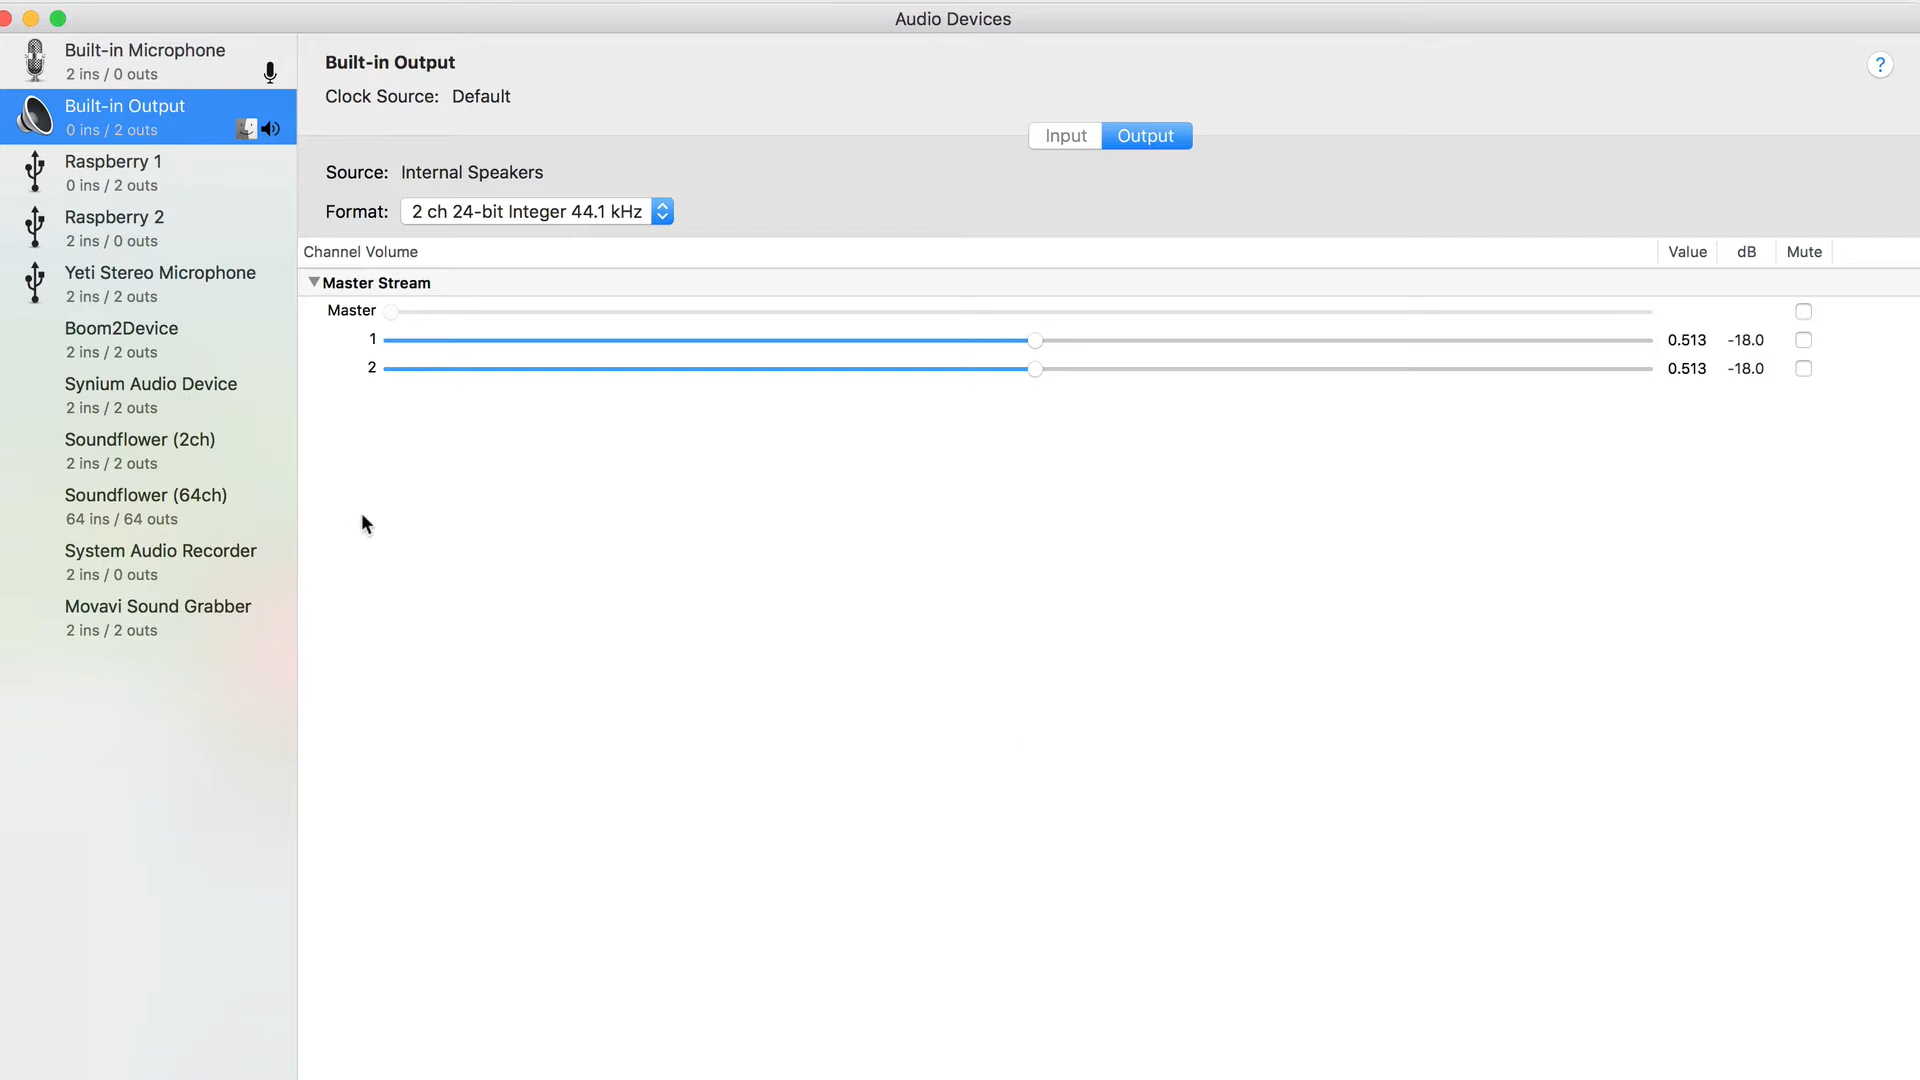 Audio Devices
Built-in Microphone
2 ins / 0 outs
Built-in Output
0 ins / 2 outs
Raspberry 1
0 ins / 2 outs
Raspberry 2
2 ins / 0 outs
Yeti Stereo Microphone
2 ins / 0 outs
Boom2Device
2 ins / 2 outs
Synium Audio Device
2 ins / 2 outs
Soundflower (2ch)
2 ins / 2 outs
Soundflower (64ch)
64 ins / 64 outs
System Audio Recorder
2 ins / 0 outs
Movavi Sound Grabber
2 ins / 2 outs
Built-in Output
?
Clock Source: Default
Input Output
Source: Internal Speakers
Format: 2 ch 24-bit Integer 44.1 kHz
Channel Volume Value dB Mute
Master Stream
Master
1 0.513 -18.0
2 0.513 -18.0